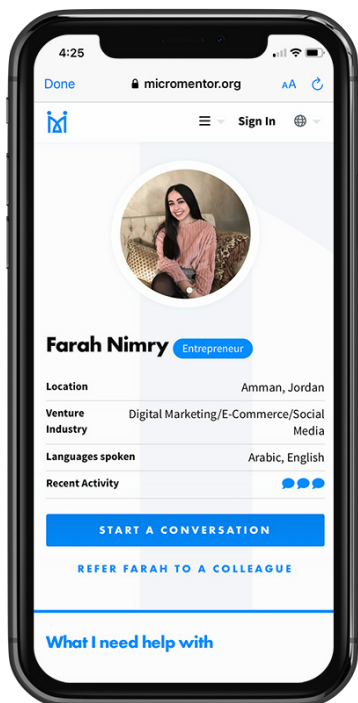 4:25
Done
micromentor.org
AA
Sign In
Farah Nimry
Entrepreneur
Location
Amman, Jordan
Venture
Industry
Digital Marketing/E-Commerce/Social
Media
Languages spoken
Arabic, English
Recent Activity
START A CONVERSATION
REFER FARAH TO A COLLEAGUE
What I need help with